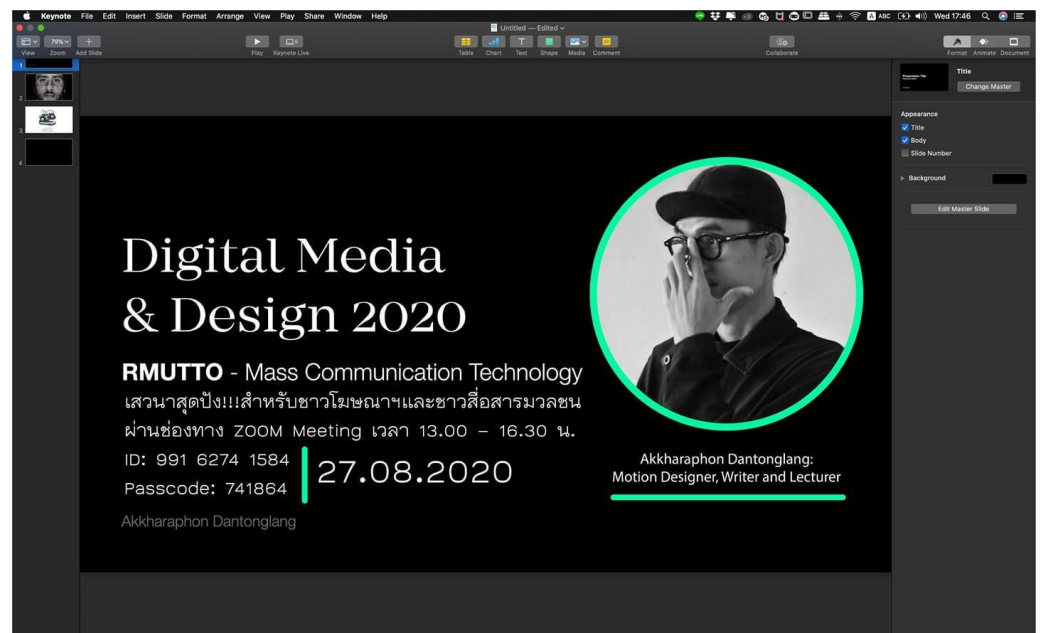 Keynote File Edit Insert Slide Format Arrange View Play Share Window Help
ABC Wed 17:46
Untitled — Edited
79%
View Zoom Add Slide Play Keynote Live Table Chart Text Shape Media Comment Collaborate Format Animate Document
1
2
3
4
Title
Change Master
Appearance
Title
Body
Slide Number
Background
Edit Master Slide
Digital Media
& Design 2020
RMUTTO - Mass Communication Technology
เสวนาสุดปัง!!!สำหรับชาวโฆษณาฯและชาวสื่อสารมวลชน
ผ่านช่องทาง ZOOM Meeting เวลา 13.00 – 16.30 น.
ID: 991 6274 1584
Passcode: 741864
27.08.2020
Akkharaphon Dantonglang
Akkharaphon Dantonglang:
Motion Designer, Writer and Lecturer